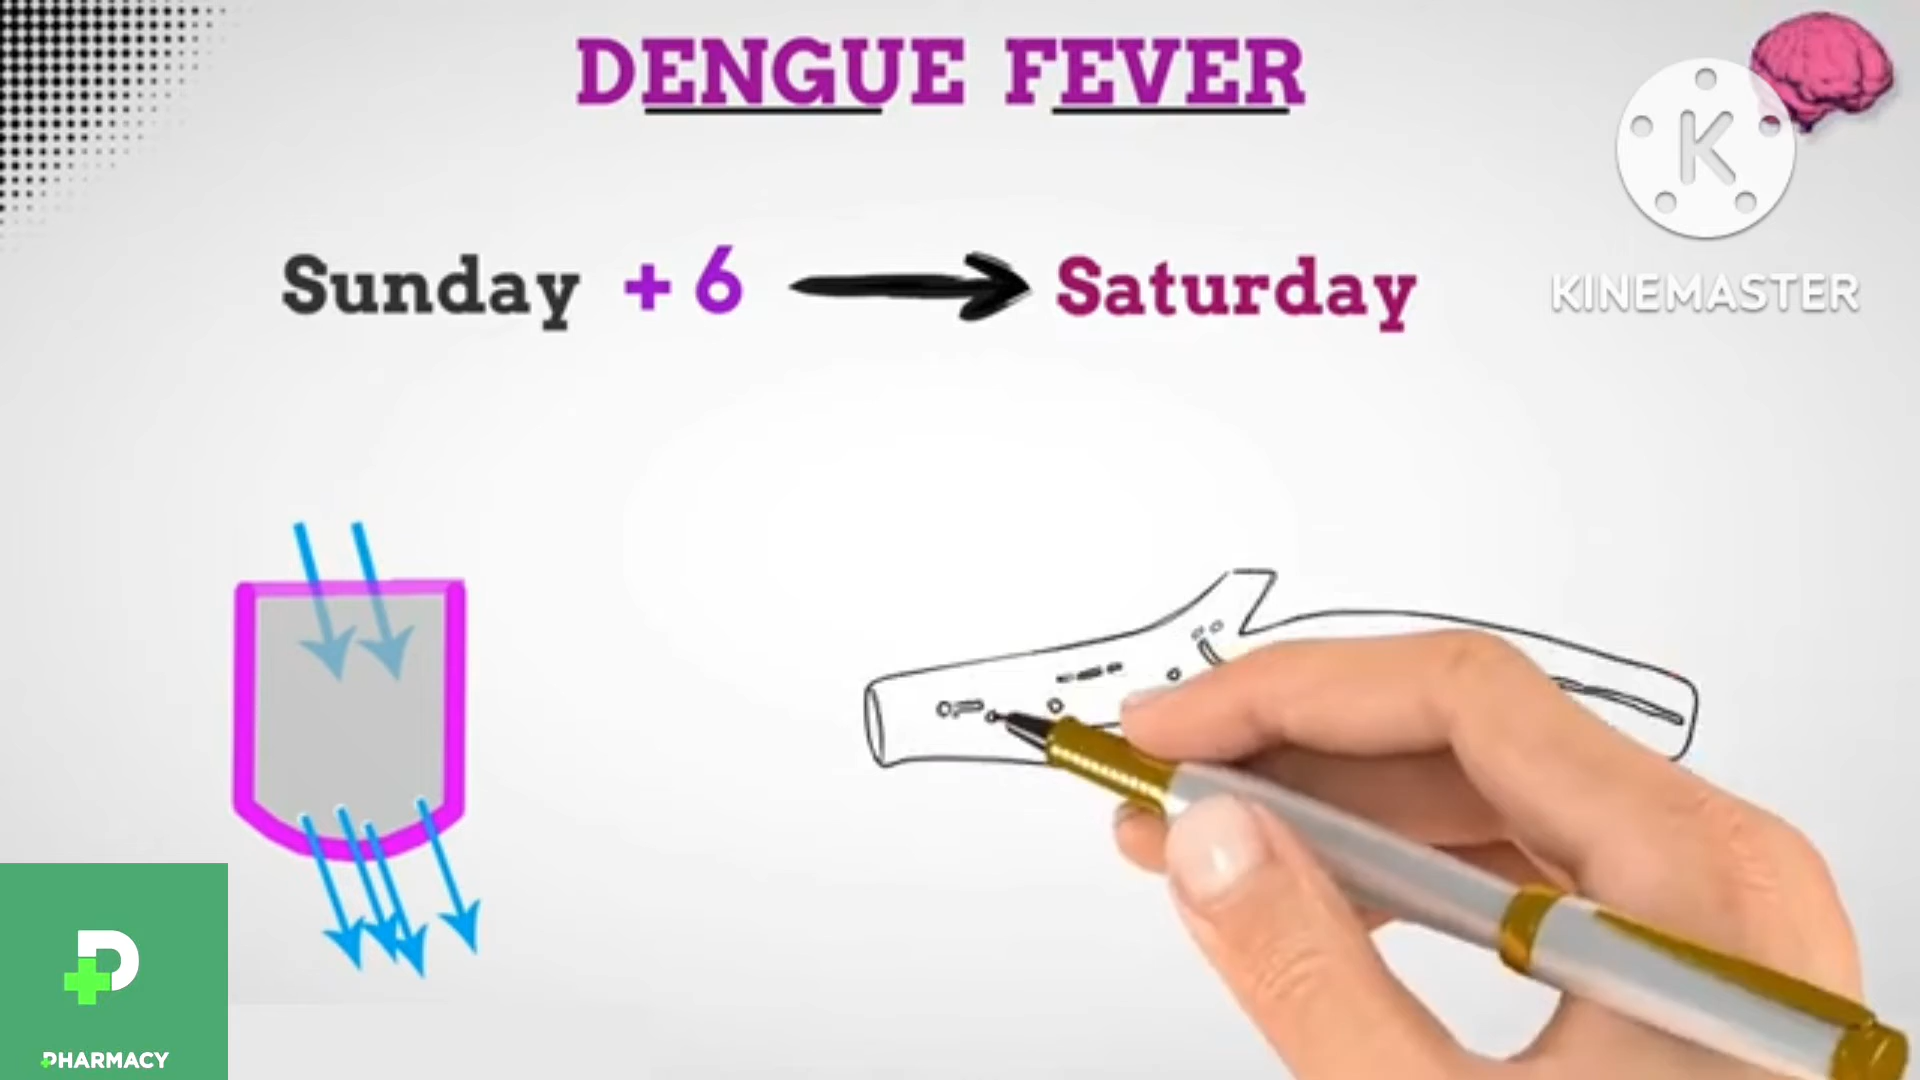 DENGUE FEVER
Sunday + 6 Saturday
K
KINEMASTER
PHARMACY